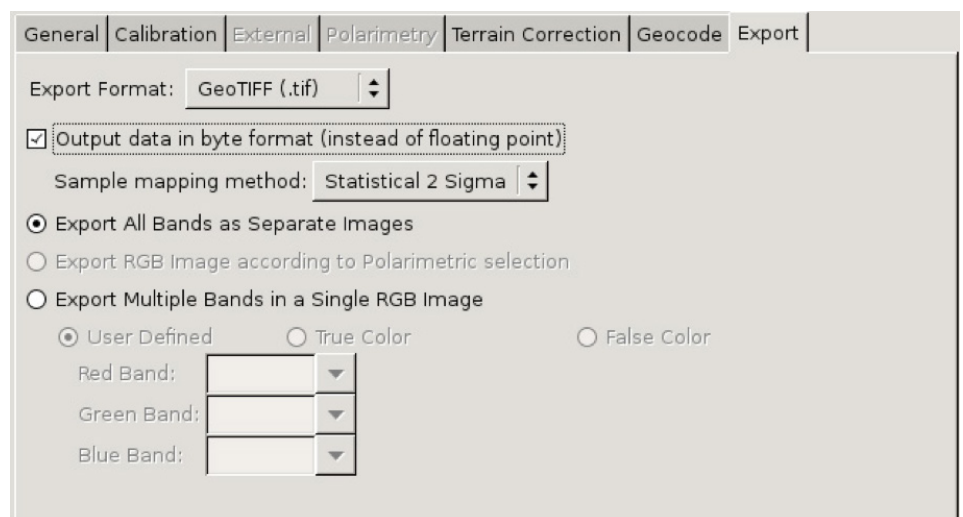 General Calibration External Polarimetry Terrain Correction Geocode Export
Export Format: GeoTIFF (.tif)
Output data in byte format (instead of floating point)
Sample mapping method: Statistical 2 Sigma
Export All Bands as Separate Images
Export RGB Image according to Polarimetric selection
Export Multiple Bands in a Single RGB Image
User Defined True Color False Color
Red Band:
Green Band:
Blue Band: